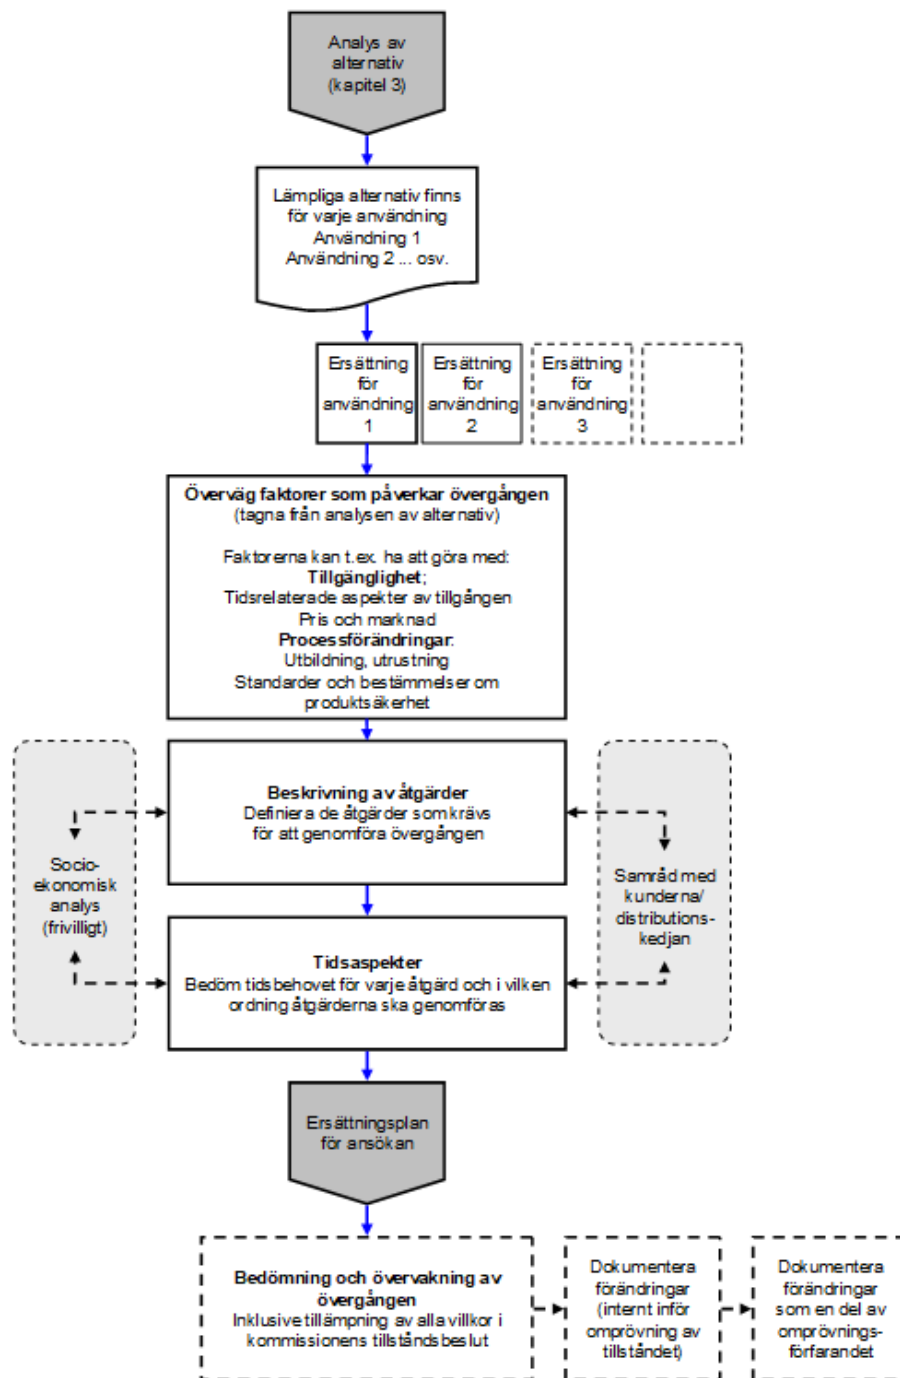 Analys av
alternativ
(kapitel 3)
Lämpliga alternativ finns
för varje användning
Användning 1
Användning 2 ... osv.
Ersättning
för
användning
1
Ersättning
för
användning
2
Ersättning
för
användning
3
Överväg faktorer som påverkar övergången
(tagna från analysen av alternativ)
Faktorerna kan t.ex. ha att göra med:
Tillgänglighet;
Tidsrelaterade aspekter av tillgången
Pris och marknad
Processförändringar:
Utbildning, utrustning
Standarder och bestämmelser om
produktsäkerhet
Beskrivning av åtgärder
Definiera de åtgärder som krävs
för att genomföra övergången
Socio-
ekonomisk
analys
(frivilligt)
Samråd med
kunderna/
distributions-
kedjan
Tidsaspekter
Bedöm tidsbehovet för varje åtgärd och i vilken
ordning åtgärderna ska genomföras
Ersättningsplan
för ansökan
Bedömning och övervakning av
övergången
Inklusive tillämpning av alla villkor i
kommissionens tillståndsbeslut
Dokumentera
förändringar
(internt inför
omprövning av
tillståndet)
Dokumentera
förändringar
som en del av
omprövnings-
förfarandet